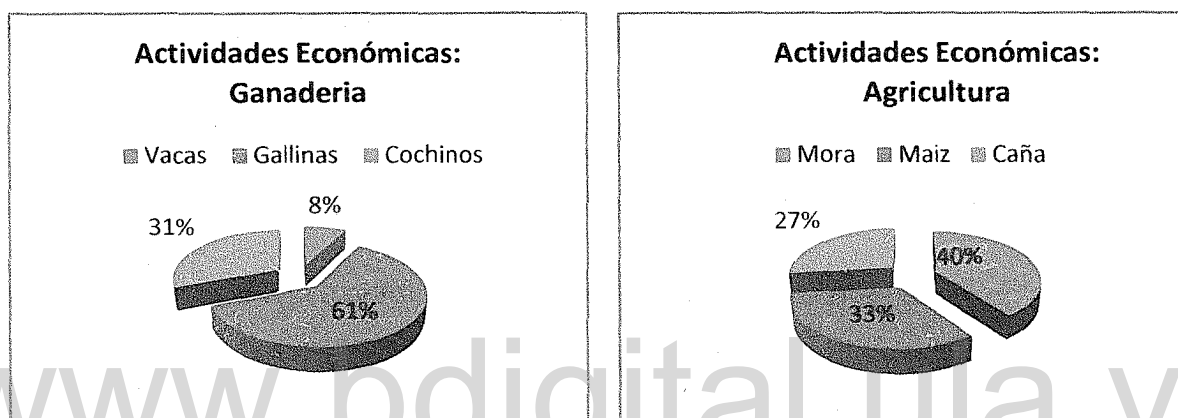 Actividades Económicas:
Ganaderia
Vacas Gallinas Cochinos
8%
31%
61%
Actividades Económicas:
Agricultura
Mora Maiz Caña
27%
40%
33%
www.bdigital.ula.v